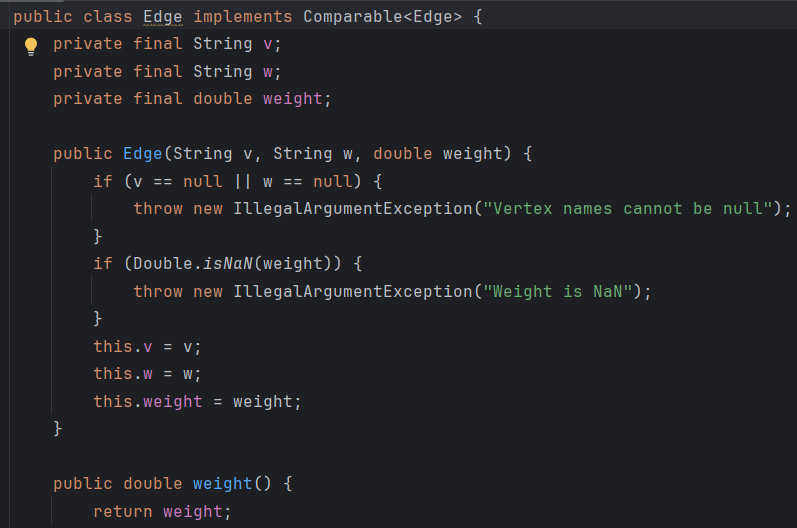 public class Edge implements Comparable<Edge> {
    private final String v;
    private final String w;
    private final double weight;

    public Edge(String v, String w, double weight) {
        if (v == null || w == null) {
            throw new IllegalArgumentException("Vertex names cannot be null");
        }
        if (Double.isNaN(weight)) {
            throw new IllegalArgumentException("Weight is NaN");
        }
        this.v = v;
        this.w = w;
        this.weight = weight;
    }

    public double weight() {
        return weight;